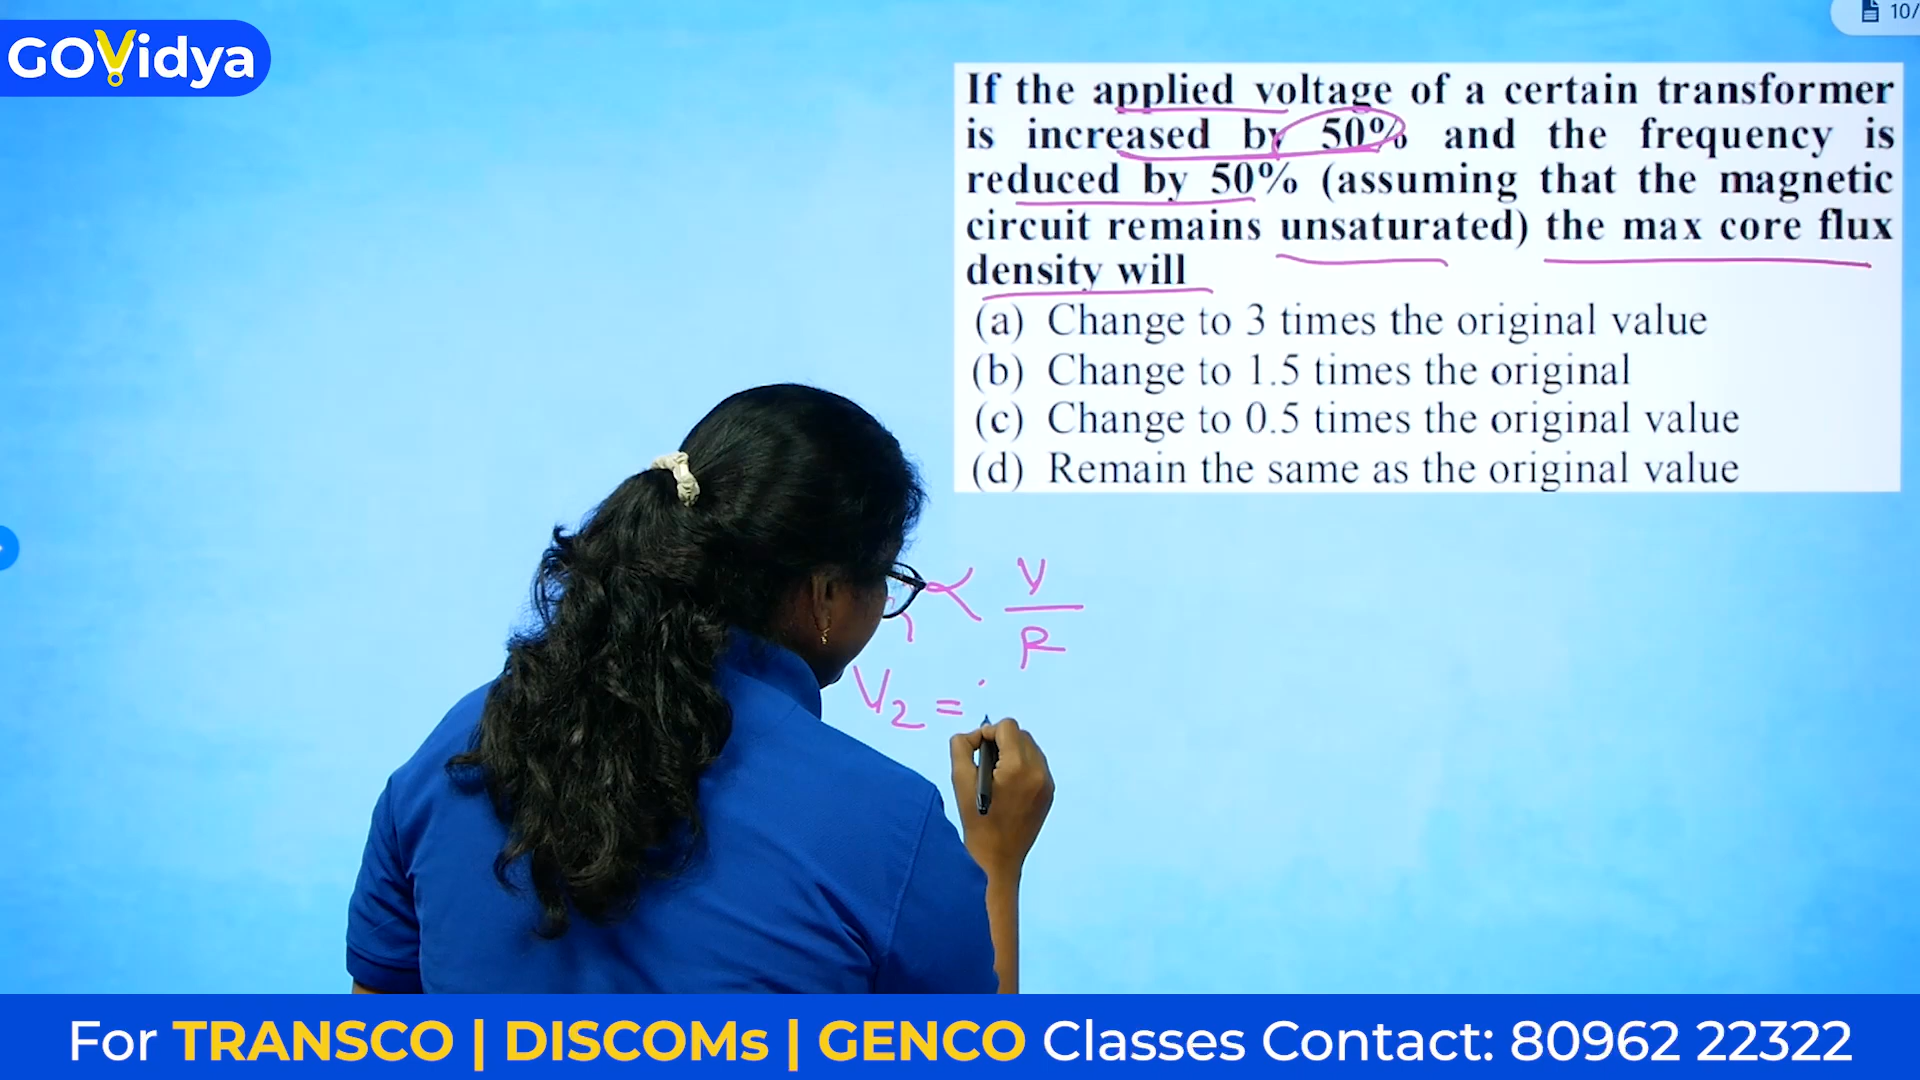 GOVidya
10/
If the applied voltage of a certain transformer
is increased by 50% and the frequency is
reduced by 50% (assuming that the magnetic
circuit remains unsaturated) the max core flux
density will
(a) Change to 3 times the original value
(b) Change to 1.5 times the original
(c) Change to 0.5 times the original value
(d) Remain the same as the original value
∝ V
F
V2 =
For TRANSCO | DISCOMs | GENCO Classes Contact: 80962 22322